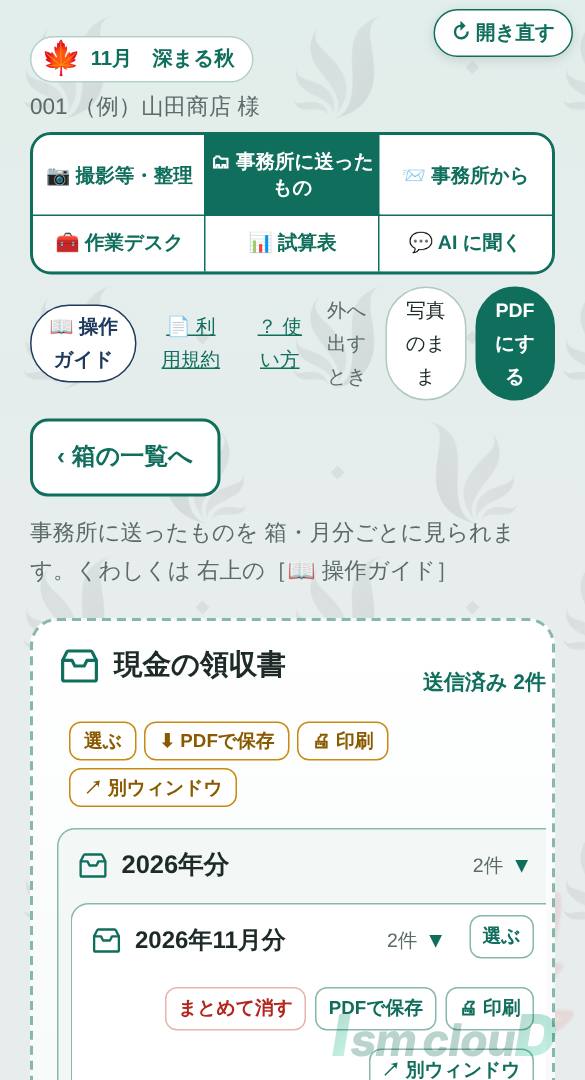 ↻ 開き直す
🍁 11月 深まる秋
001 （例）山田商店 様
📷 撮影等・整理
🗂 事務所に送った
もの
📨 事務所から
🧰 作業デスク
📊 試算表
💬 AI に聞く
📖 操作
ガイド
📄 利
用規約
？ 使
い方
外へ
出す
とき
写真
のま
ま
PDF
にす
る
‹ 箱の一覧へ
事務所に送ったものを 箱・月分ごとに見られま
す。くわしくは 右上の［📖 操作ガイド］
現金の領収書
送信済み 2件
選ぶ
⬇ PDFで保存
🖨 印刷
↗ 別ウィンドウ
2026年分
2件 ▼
2026年11月分
2件 ▼
選ぶ
まとめて消す
PDFで保存
🖨 印刷
Ism clouD
↗ 別ウィンドウ